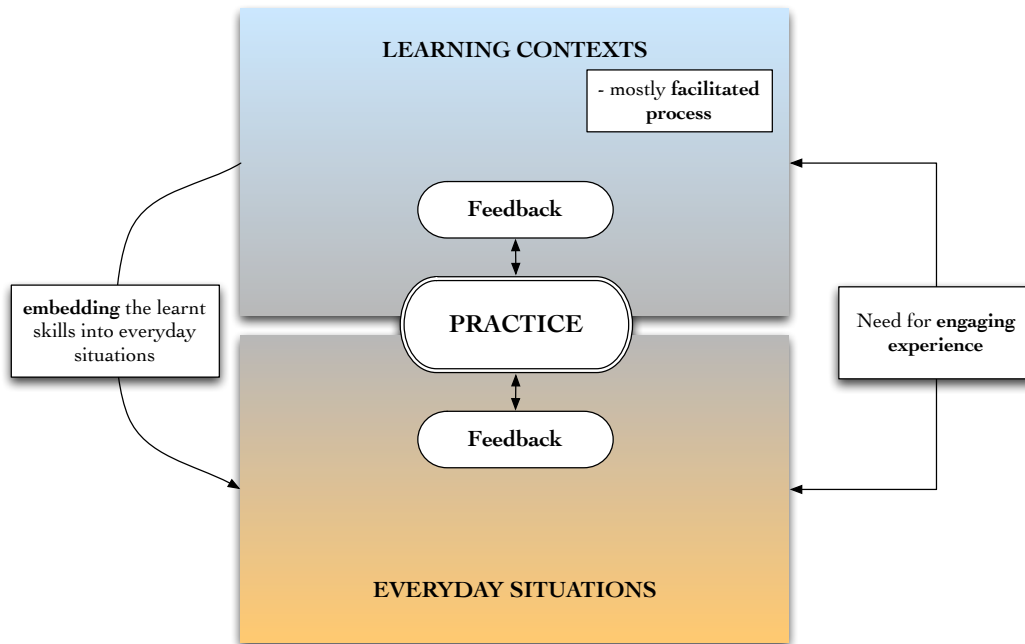 LEARNING CONTEXTS
- mostly facilitated
process
Feedback
PRACTICE
embedding the learnt
skills into everyday
situations
Need for engaging
experience
Feedback
EVERYDAY SITUATIONS